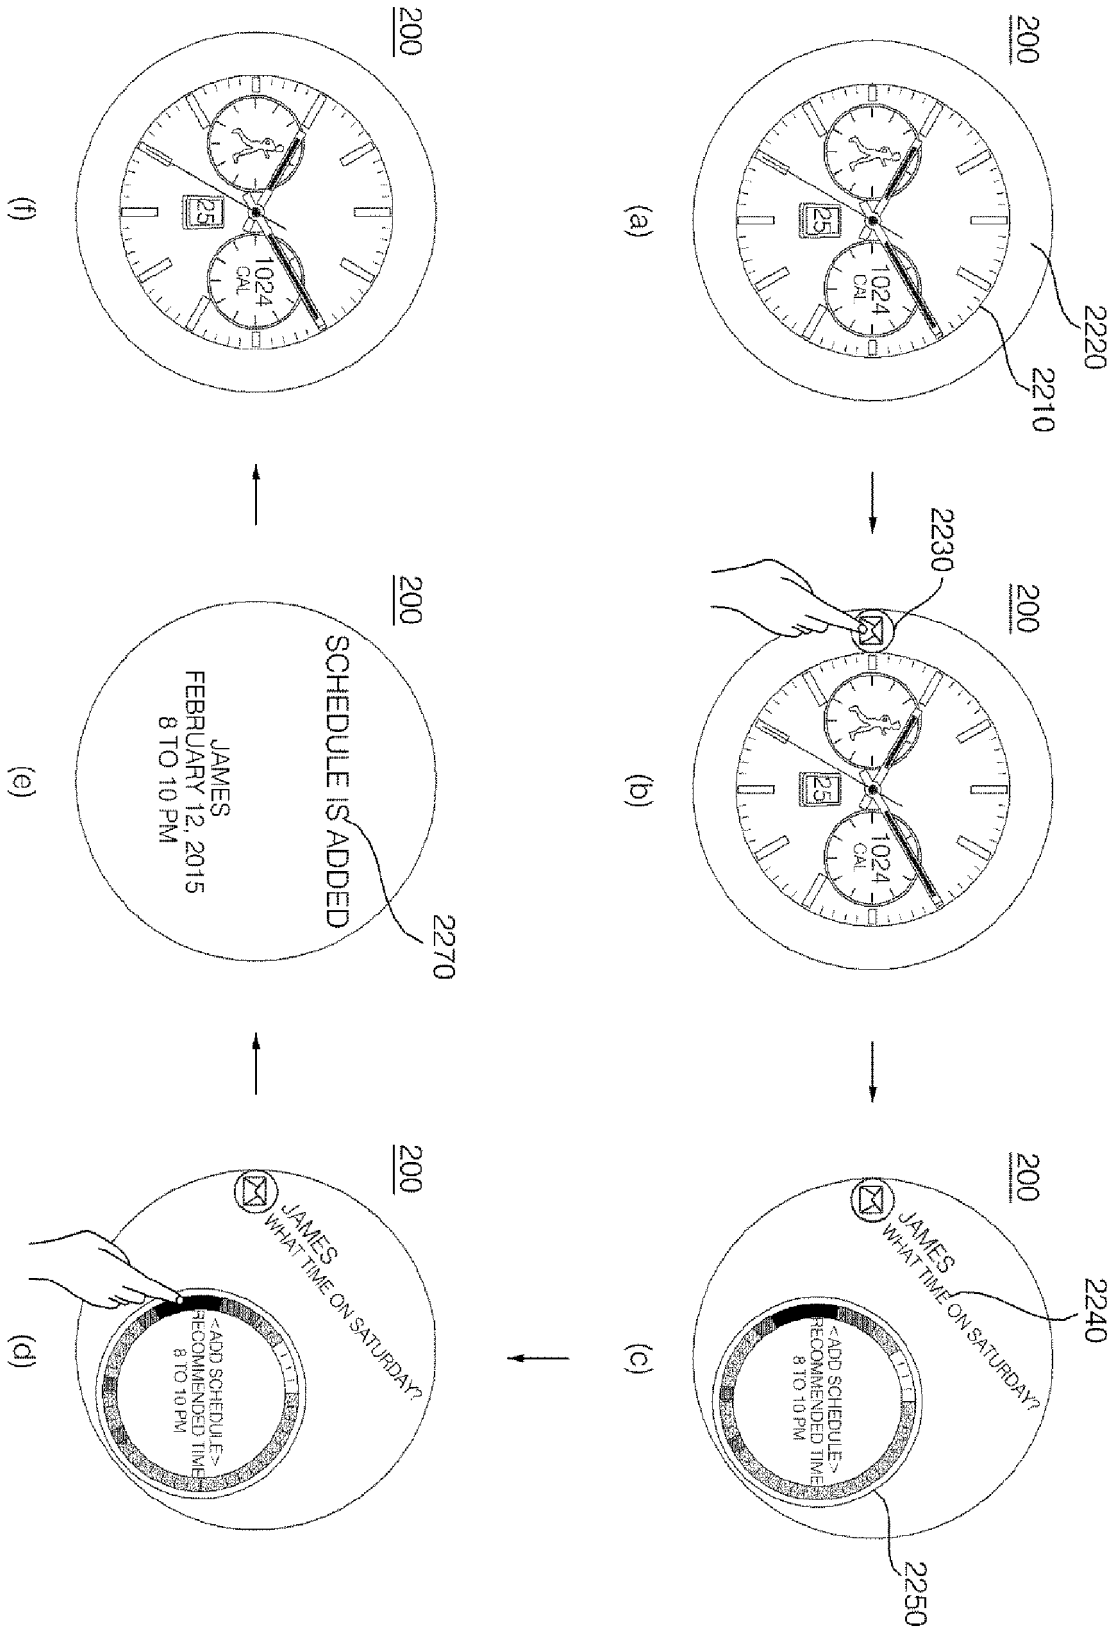 200
2220
2210
1024
CAL
25
(a)
200
2230
1024
CAL
25
(b)
200
2240
JAMES
WHAT TIME ON SATURDAY?
<ADD SCHEDULE>
RECOMMENDED TIME
8 TO 10 PM
2250
(c)
200
JAMES
WHAT TIME ON SATURDAY?
<ADD SCHEDULE>
RECOMMENDED TIME
8 TO 10 PM
(d)
200
SCHEDULE IS ADDED
2270
JAMES
FEBRUARY 12, 2015
8 TO 10 PM
(e)
200
1024
CAL
25
(f)